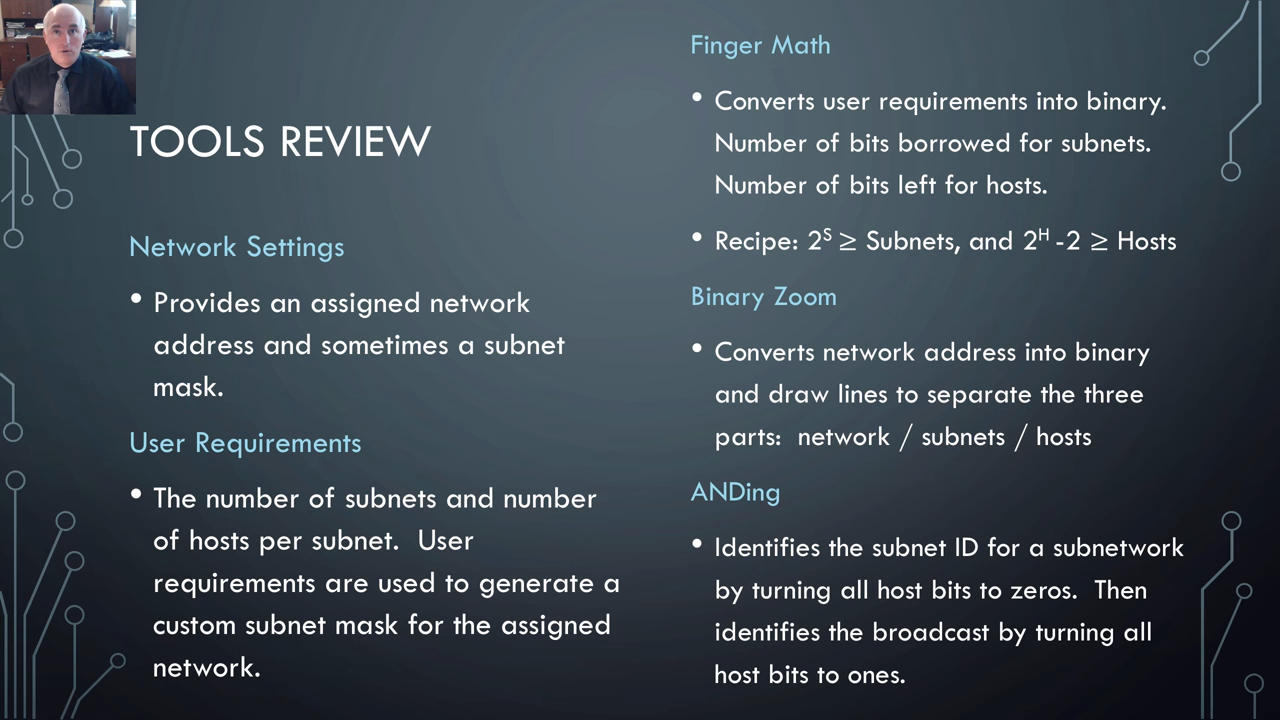 TOOLS REVIEW
Network Settings
• Provides an assigned network
address and sometimes a subnet
mask.
User Requirements
• The number of subnets and number
of hosts per subnet.  User
requirements are used to generate a
custom subnet mask for the assigned
network.
Finger Math
• Converts user requirements into binary.
Number of bits borrowed for subnets.
Number of bits left for hosts.
• Recipe: 2ˢ ≥ Subnets, and 2ᴴ -2 ≥ Hosts
Binary Zoom
• Converts network address into binary
and draw lines to separate the three
parts:  network / subnets / hosts
ANDing
• Identifies the subnet ID for a subnetwork
by turning all host bits to zeros.  Then
identifies the broadcast by turning all
host bits to ones.